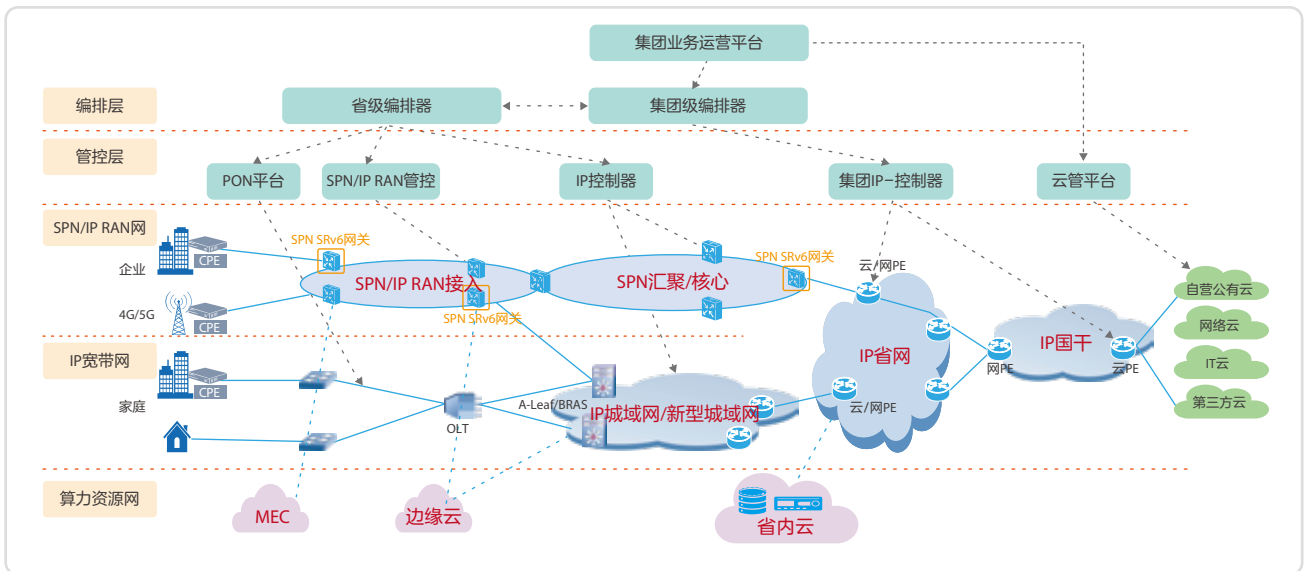 集团业务运营平台
编排层
省级编排器
集团级编排器
管控层
PON平台
SPN/IP RAN管控
IP控制器
集团IP-控制器
云管平台
SPN/IP RAN网
企业
CPE
SPN SRv6网关
SPN/IP RAN接入
SPN汇聚/核心
SPN SRv6网关
云/网PE
4G/5G
CPE
SPN SRv6网关
自营公有云
网络云
IT云
第三方云
IP宽带网
家庭
CPE
OLT
A-Leaf/BRAS
IP城域网/新型城域网
IP省网
云/网PE
网PE
IP国干
云PE
算力资源网
MEC
边缘云
省内云